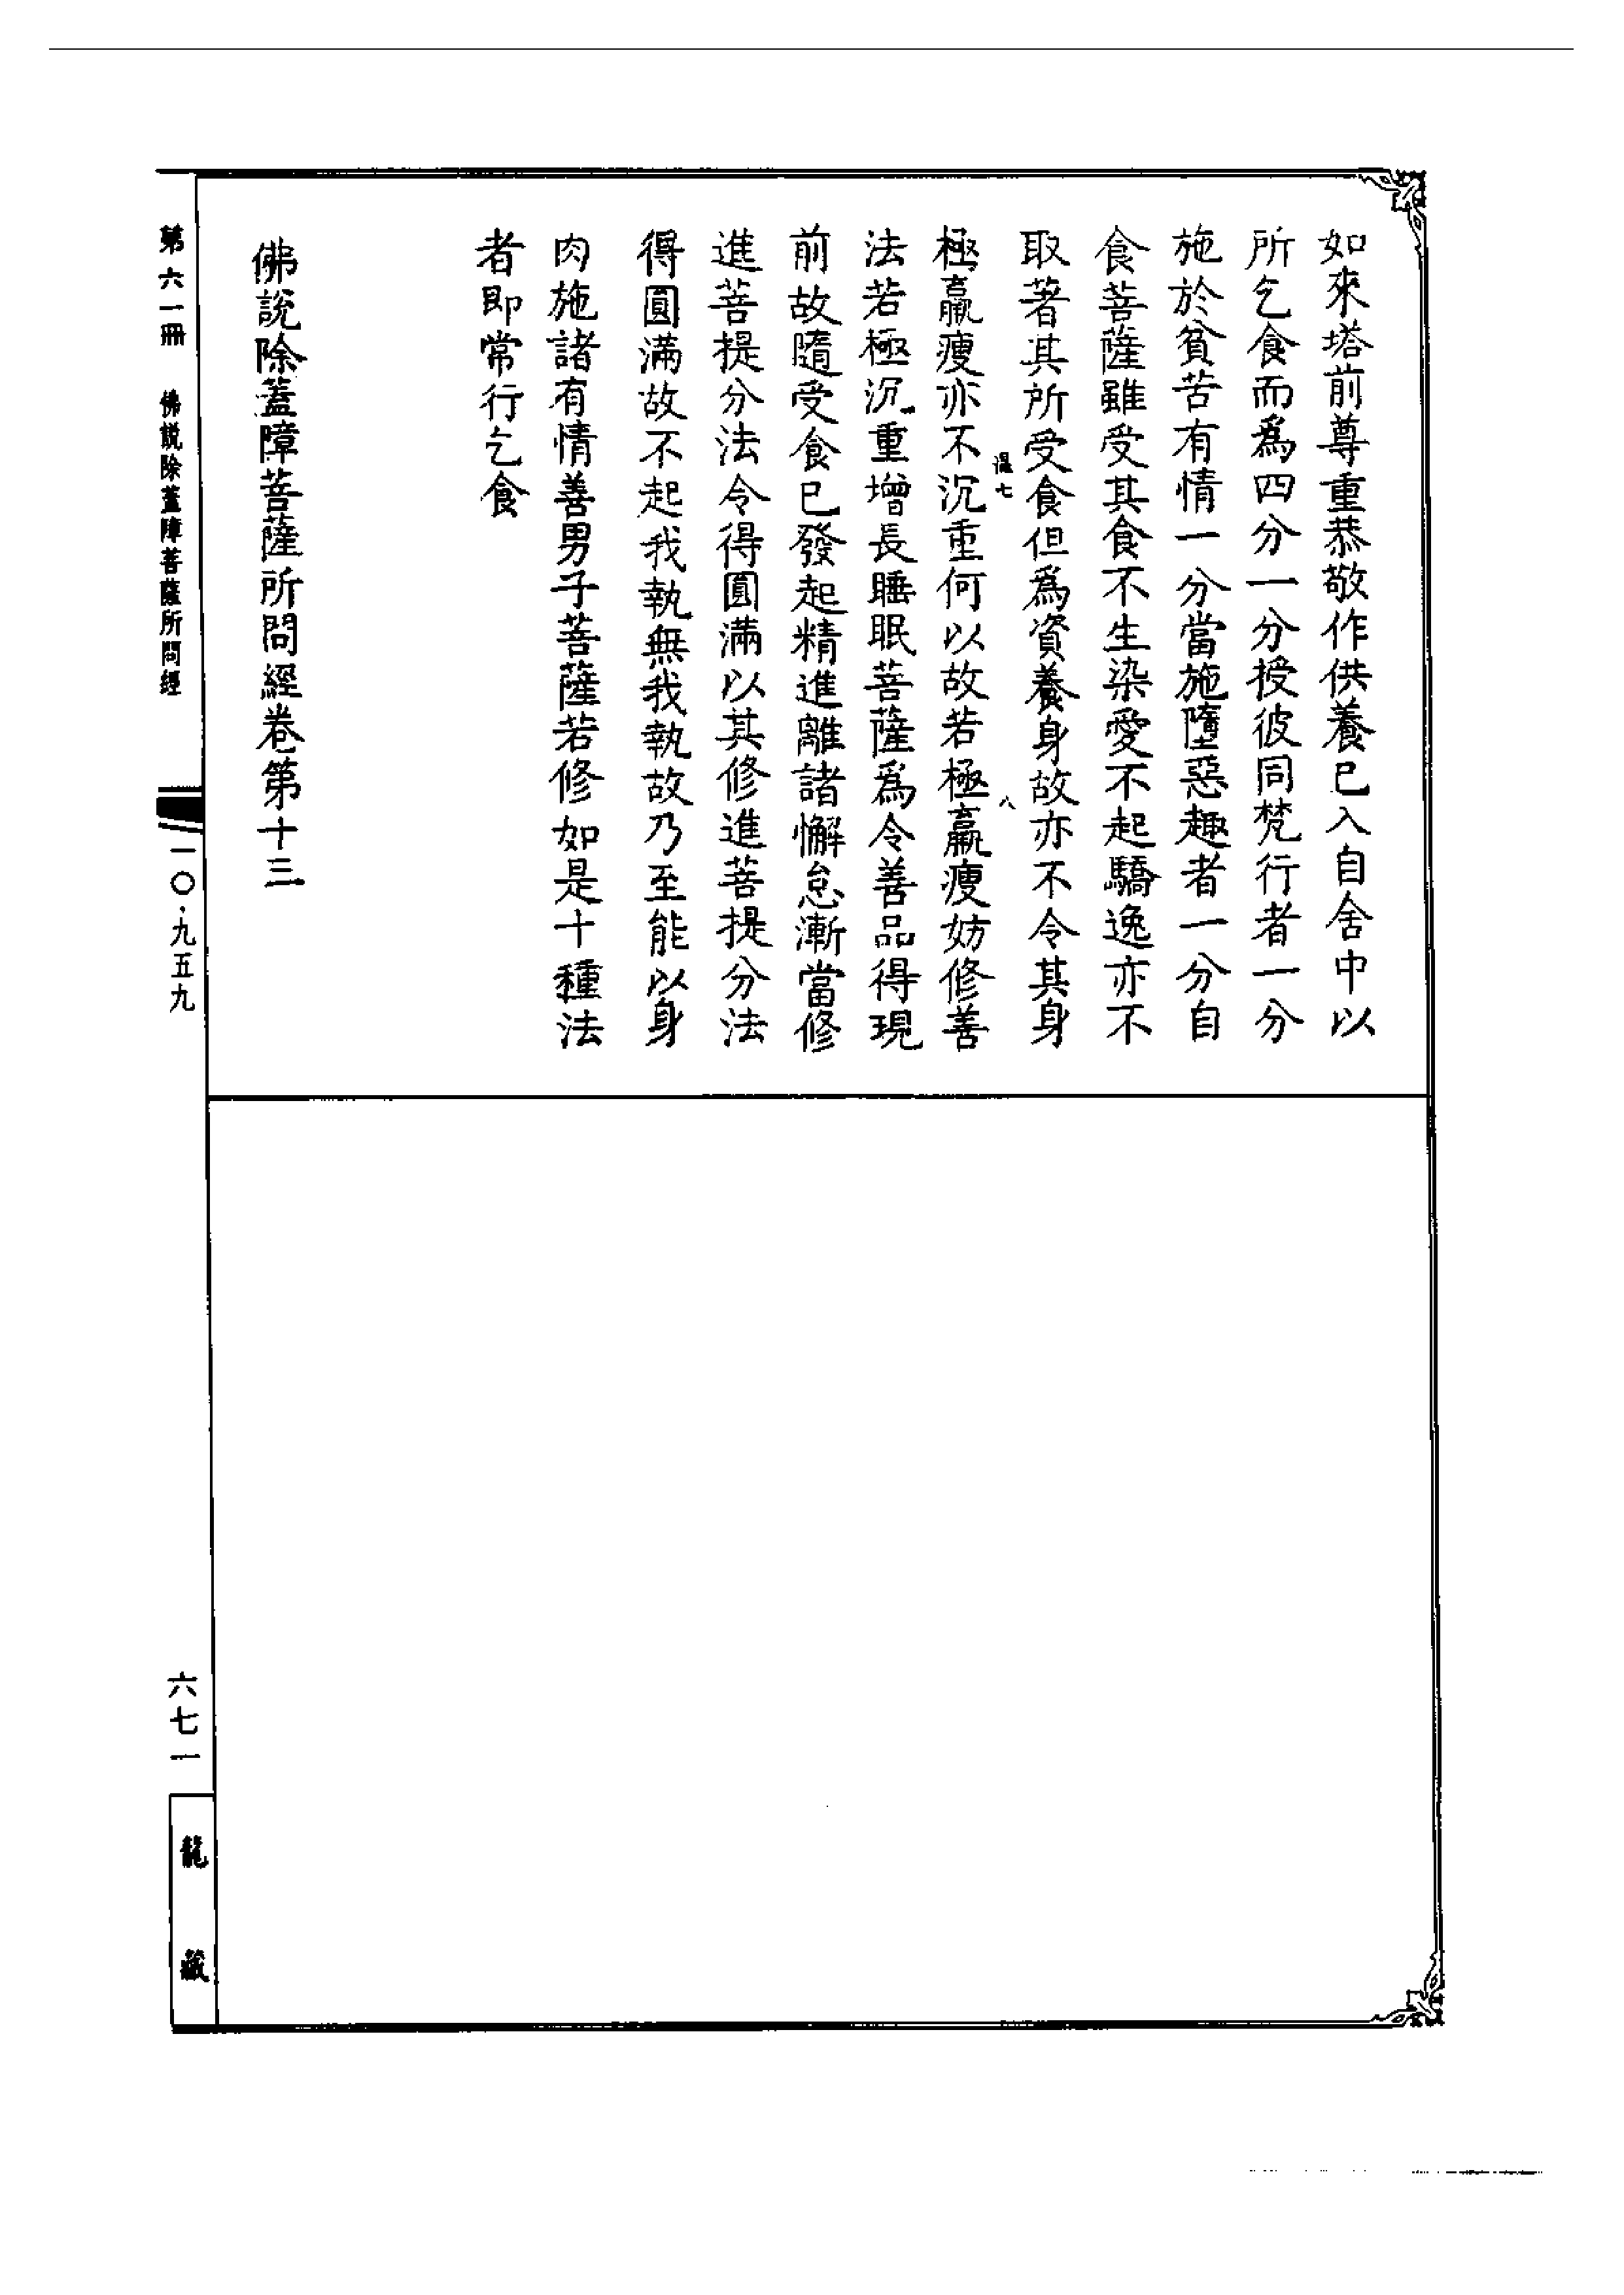 如來塔前尊重恭敬作供養已入自舍中以
所乞食而爲四分一分授彼同梵行者一分
施於貧苦有情一分當施墮惡趣者一分自
食菩薩雖受其食不生染愛不起驕逸亦不
取著其所受食但爲資養身故亦不令其身
溫七
八
極羸瘦亦不沉重何以故若極羸瘦妨修善
法若極沉重增長睡眠菩薩爲令善品得現
前故隨受食已發起精進離諸懈怠漸當修
進菩提分法令得圓滿以其修進菩提分法
得圓滿故不起我執無我執故乃至能以身
肉施諸有情善男子菩薩若修如是十種法
者即常行乞食
佛說除蓋障菩薩所問經卷第十三
第六一冊 佛說除蓋障菩薩所問經
一〇·九五九
六七一
龍藏